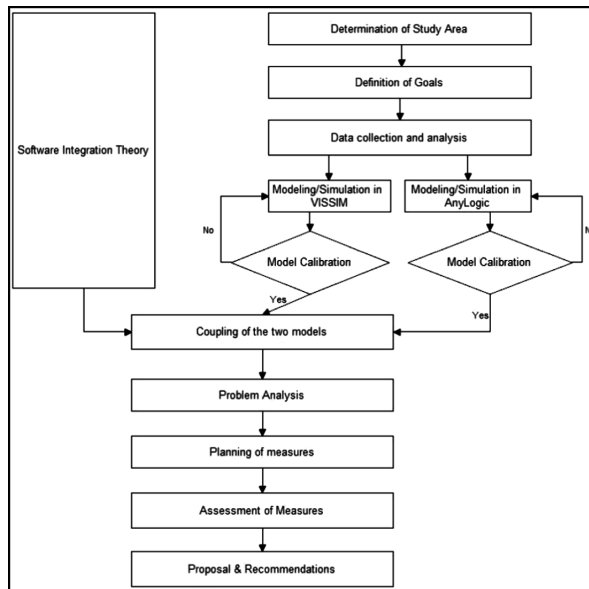 Determination of Study Area
Definition of Goals
Software Integration Theory
Data collection and analysis
Modeling/Simulation in
VISSIM
Modeling/Simulation in
AnyLogic
No
Model Calibration
Model Calibration
Yes
Yes
Coupling of the two models
Problem Analysis
Planning of measures
Assessment of Measures
Proposal & Recommendations